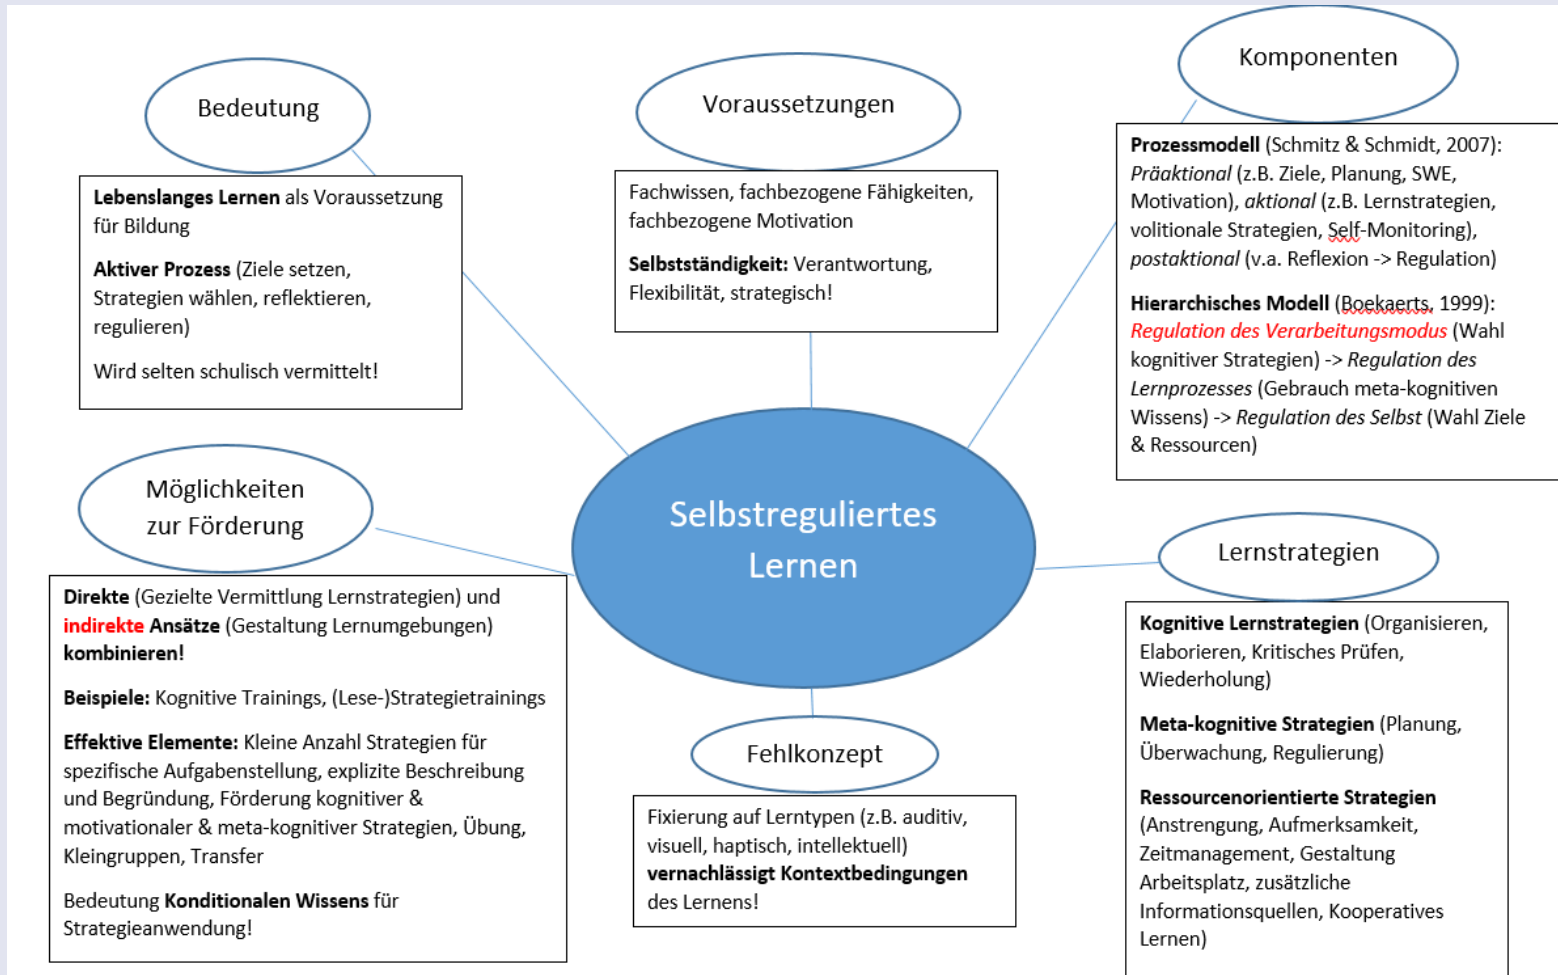 Bedeutung
Lebenslanges Lernen als Voraussetzung
für Bildung
Aktiver Prozess (Ziele setzen,
Strategien wählen, reflektieren,
regulieren)
Wird selten schulisch vermittelt!
Voraussetzungen
Fachwissen, fachbezogene Fähigkeiten,
fachbezogene Motivation
Selbstständigkeit: Verantwortung,
Flexibilität, strategisch!
Komponenten
Prozessmodell (Schmitz & Schmidt, 2007):
Präaktional (z.B. Ziele, Planung, SWE,
Motivation), aktional (z.B. Lernstrategien,
volitionale Strategien, Self-Monitoring),
postaktional (v.a. Reflexion -> Regulation)
Hierarchisches Modell (Boekaerts, 1999):
Regulation des Verarbeitungsmodus (Wahl
kognitiver Strategien) -> Regulation des
Lernprozesses (Gebrauch meta-kognitiven
Wissens) -> Regulation des Selbst (Wahl Ziele
& Ressourcen)
Selbstreguliertes
Lernen
Möglichkeiten
zur Förderung
Direkte (Gezielte Vermittlung Lernstrategien) und
indirekte Ansätze (Gestaltung Lernumgebungen)
kombinieren!
Beispiele: Kognitive Trainings, (Lese-)Strategietrainings
Effektive Elemente: Kleine Anzahl Strategien für
spezifische Aufgabenstellung, explizite Beschreibung
und Begründung, Förderung kognitiver &
motivationaler & meta-kognitiver Strategien, Übung,
Kleingruppen, Transfer
Bedeutung Konditionalen Wissens für
Strategieanwendung!
Fehlkonzept
Fixierung auf Lerntypen (z.B. auditiv,
visuell, haptisch, intellektuell)
vernachlässigt Kontextbedingungen
des Lernens!
Lernstrategien
Kognitive Lernstrategien (Organisieren,
Elaborieren, Kritisches Prüfen,
Wiederholung)
Meta-kognitive Strategien (Planung,
Überwachung, Regulierung)
Ressourcenorientierte Strategien
(Anstrengung, Aufmerksamkeit,
Zeitmanagement, Gestaltung
Arbeitsplatz, zusätzliche
Informationsquellen, Kooperatives
Lernen)